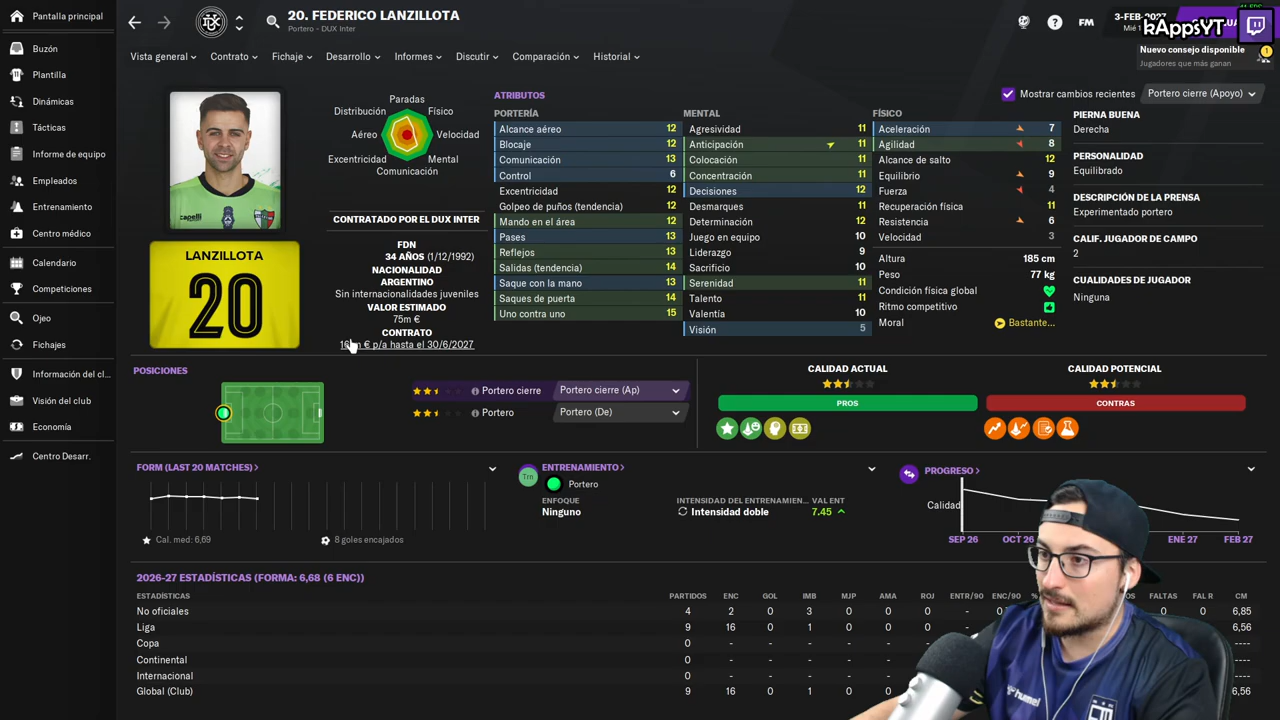 Pantalla principal
Buzón
Plantilla
Dinámicas
Tácticas
Informe de equipo
Empleados
Entrenamiento
Centro médico
Calendario
Competiciones
Ojeo
Fichajes
Información del cl...
Visión del club
Economía
Centro Desarr.
20. FEDERICO LANZILLOTA
Portero - DUX Inter
FM
3-FEB-2027
kAppsYT
Nuevo consejo disponible
Jugadores que más ganan
1
Vista general
Contrato
Fichaje
Desarrollo
Informes
Discutir
Comparación
Historial
Mostrar cambios recientes
Portero cierre (Apoyo)
capelli
LANZILLOTA
20
Paradas
Distribución
Físico
Aéreo
Velocidad
Excentricidad
Mental
Comunicación
CONTRATADO POR EL DUX INTER
FDN
34 AÑOS (1/12/1992)
NACIONALIDAD
ARGENTINO
Sin internacionalidades juveniles
VALOR ESTIMADO
75m €
CONTRATO
€ p/a hasta el 30/6/2027
ATRIBUTOS
PORTERÍA
Alcance aéreo 12
Blocaje 12
Comunicación 13
Control 6
Excentricidad 12
Golpeo de puños (tendencia) 12
Mando en el área 12
Pases 13
Reflejos 13
Salidas (tendencia) 14
Saque con la mano 13
Saques de puerta 14
Uno contra uno 15
MENTAL
Agresividad 11
Anticipación 11
Colocación 11
Concentración 11
Decisiones 12
Desmarques 11
Determinación 12
Juego en equipo 10
Liderazgo 9
Sacrificio 10
Serenidad 11
Talento 11
Valentía 10
Visión 5
FÍSICO
Aceleración 7
Agilidad 8
Alcance de salto 12
Equilibrio 9
Fuerza 4
Recuperación física 11
Resistencia 6
Velocidad 3
Altura 185 cm
Peso 77 kg
Condición física global
Ritmo competitivo
Moral Bastante...
PIERNA BUENA
Derecha
PERSONALIDAD
Equilibrado
DESCRIPCIÓN DE LA PRENSA
Experimentado portero
CALIF. JUGADOR DE CAMPO
2
CUALIDADES DE JUGADOR
Ninguna
POSICIONES
Portero cierre
Portero cierre (Ap)
Portero
Portero (De)
CALIDAD ACTUAL
PROS
CALIDAD POTENCIAL
CONTRAS
FORM (LAST 20 MATCHES)
Cal. med: 6,69
8 goles encajados
Trn
ENTRENAMIENTO
Portero
ENFOQUE
Ninguno
INTENSIDAD DEL ENTRENAMIEN...
Intensidad doble
VAL ENT
7.45
PROGRESO
Calidad
SEP 26
OCT 26
ENE 27
FEB 27
2026-27 ESTADÍSTICAS (FORMA: 6,68 (6 ENC))
ESTADÍSTICAS PARTIDOS ENC GOL IMB MJP AMA ROJ ENTR/90 ENC/90 FALTAS FAL R CM
No oficiales 4 2 0 3 0 0 0 - 0 0 6,85
Liga 9 16 0 1 0 0 0 - 6,56
Copa 0 - - - - - - - - ----
Continental 0 - - - - - - - - ----
Internacional 0 - - - - - - - - ----
Global (Club) 9 16 0 1 0 0 0 - 6,56
hummel